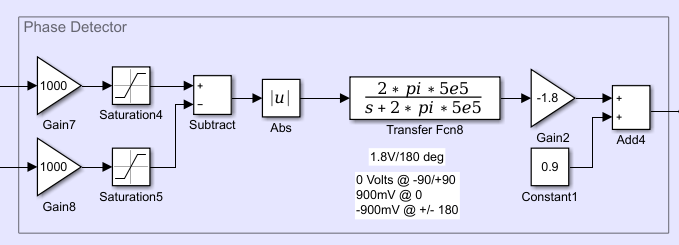 Phase Detector
1000
Gain7
Saturation4
+
−
Subtract
|u|
Abs
2 * pi * 5e5
s + 2 * pi * 5e5
Transfer Fcn8
-1.8
Gain2
+
+
Add4
1000
Gain8
Saturation5
1.8V/180 deg
0 Volts @ -90/+90
900mV @ 0
-900mV @ +/- 180
0.9
Constant1